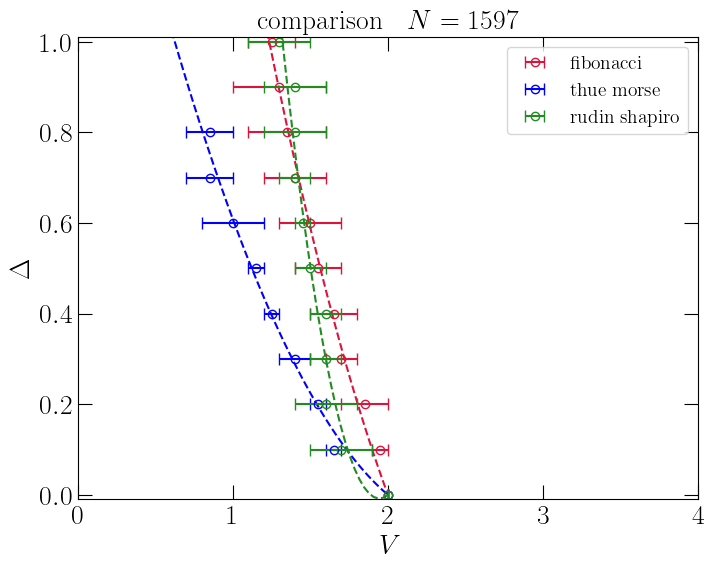 comparison N = 1597
fibonacci
thue morse
rudin shapiro
1.0
0.8
0.6
0.4
0.2
0.0
Δ
0 1 2 3 4
V